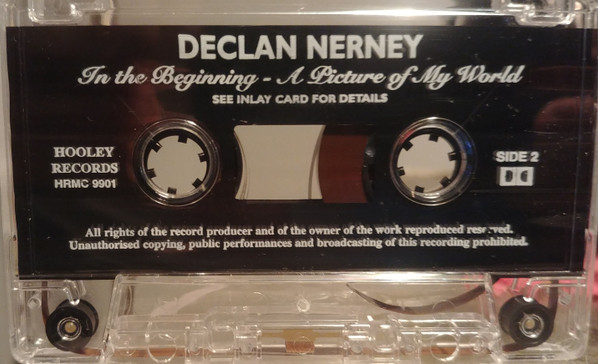 DECLAN NERNEY
In the Beginning - A Picture of My World
SEE INLAY CARD FOR DETAILS
HOOLEY
RECORDS
HRMC 9901
SIDE 2
All rights of the record producer and of the owner of the work reproduced reserved.
Unauthorised copying, public performances and broadcasting of this recording prohibited.